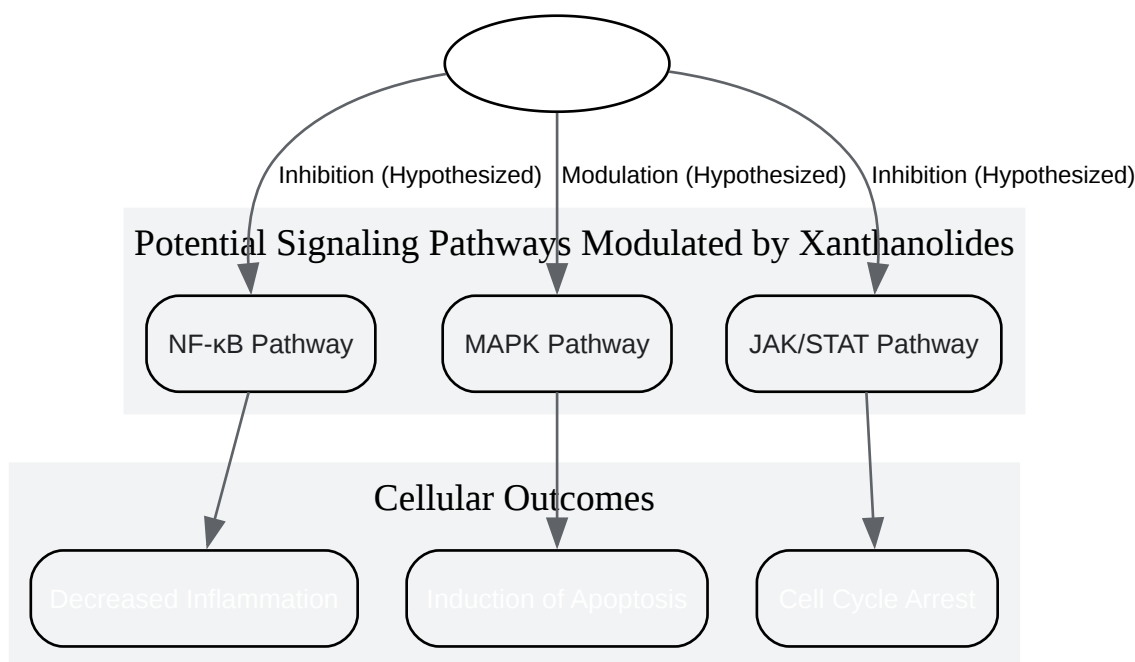 Inhibition (Hypothesized)
Modulation (Hypothesized)
Inhibition (Hypothesized)
Potential Signaling Pathways Modulated by Xanthanolides
NF-κB Pathway
MAPK Pathway
JAK/STAT Pathway
Cellular Outcomes
Decreased Inflammation
Induction of Apoptosis
Cell Cycle Arrest